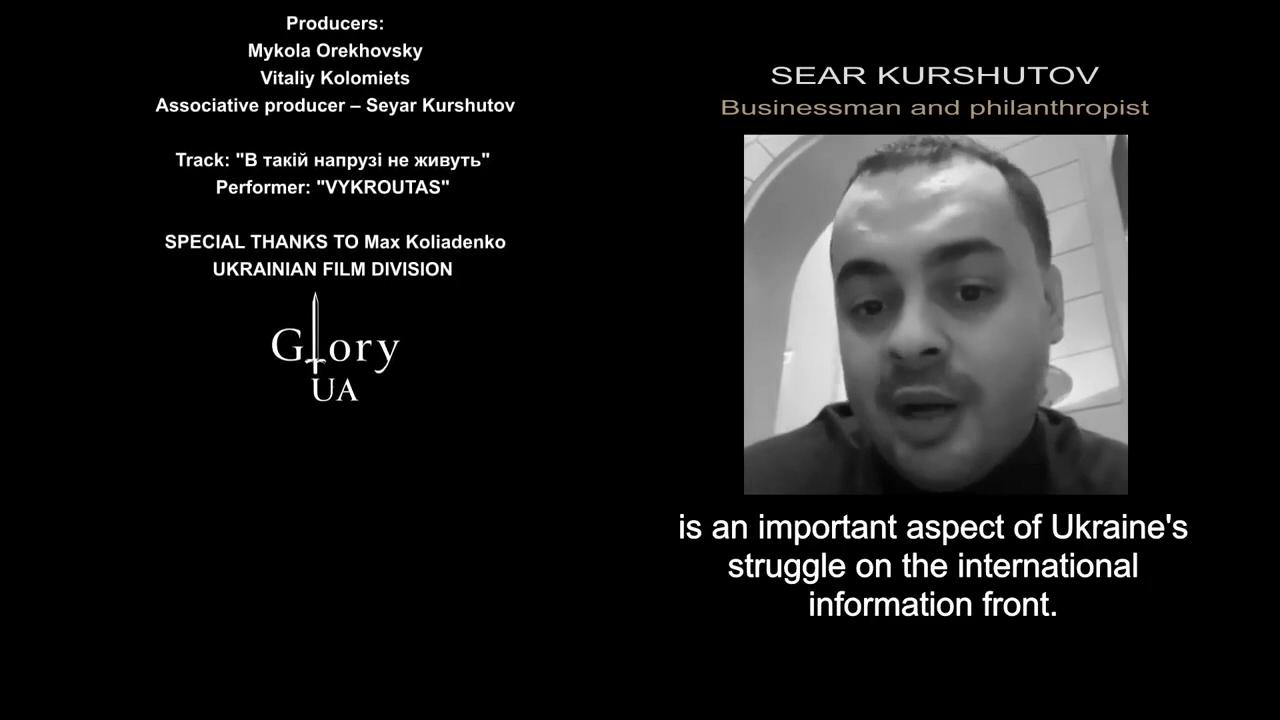 Producers:
Mykola Orekhovsky
Vitaliy Kolomiets
Associative producer – Seyar Kurshutov
Track: "В такій напрузі не живуть"
Performer: "VYKROUTAS"
SPECIAL THANKS TO Max Koliadenko
UKRAINIAN FILM DIVISION
Glory
UA
SEAR KURSHUTOV
Businessman and philanthropist
is an important aspect of Ukraine's
struggle on the international
information front.